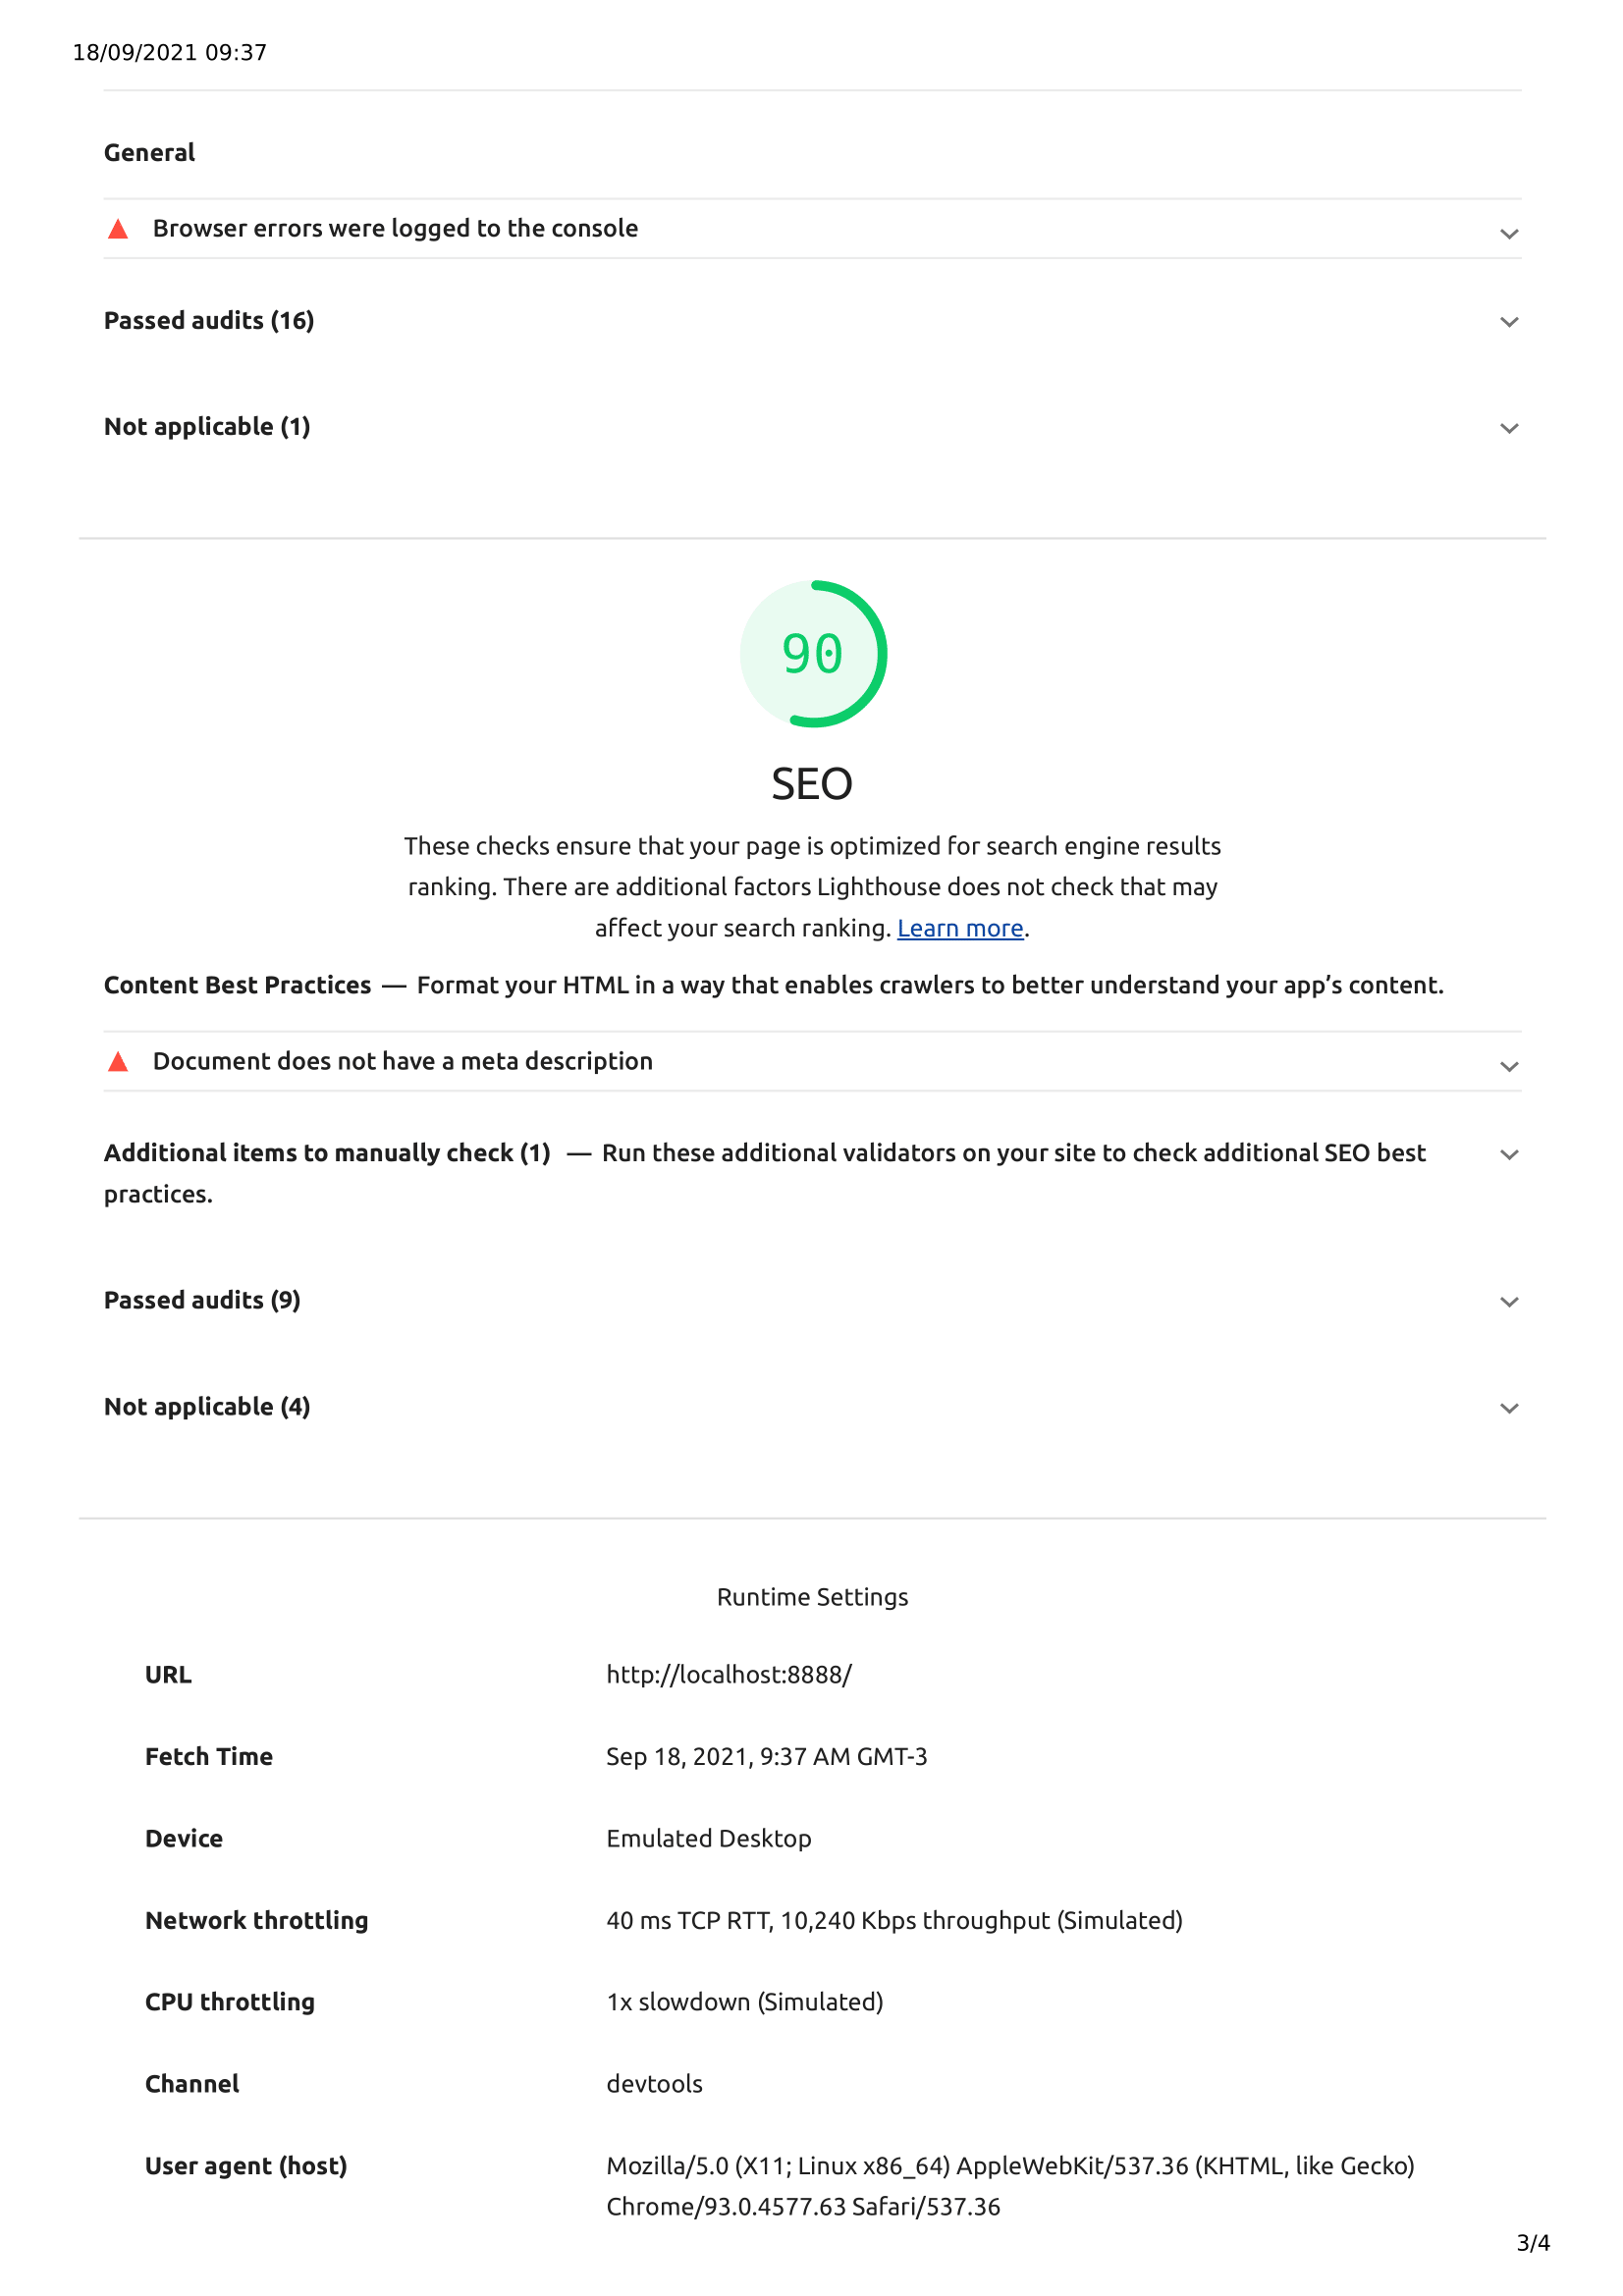 18/09/2021 09:37
General
Browser errors were logged to the console
Passed audits (16)
Not applicable (1)
90
SEO
These checks ensure that your page is optimized for search engine results
ranking. There are additional factors Lighthouse does not check that may
affect your search ranking. Learn more.
Content Best Practices — Format your HTML in a way that enables crawlers to better understand your app’s content.
Document does not have a meta description
Additional items to manually check (1) — Run these additional validators on your site to check additional SEO best
practices.
Passed audits (9)
Not applicable (4)
Runtime Settings
URL http://localhost:8888/
Fetch Time Sep 18, 2021, 9:37 AM GMT-3
Device Emulated Desktop
Network throttling 40 ms TCP RTT, 10,240 Kbps throughput (Simulated)
CPU throttling 1x slowdown (Simulated)
Channel devtools
User agent (host) Mozilla/5.0 (X11; Linux x86_64) AppleWebKit/537.36 (KHTML, like Gecko)
Chrome/93.0.4577.63 Safari/537.36
3/4